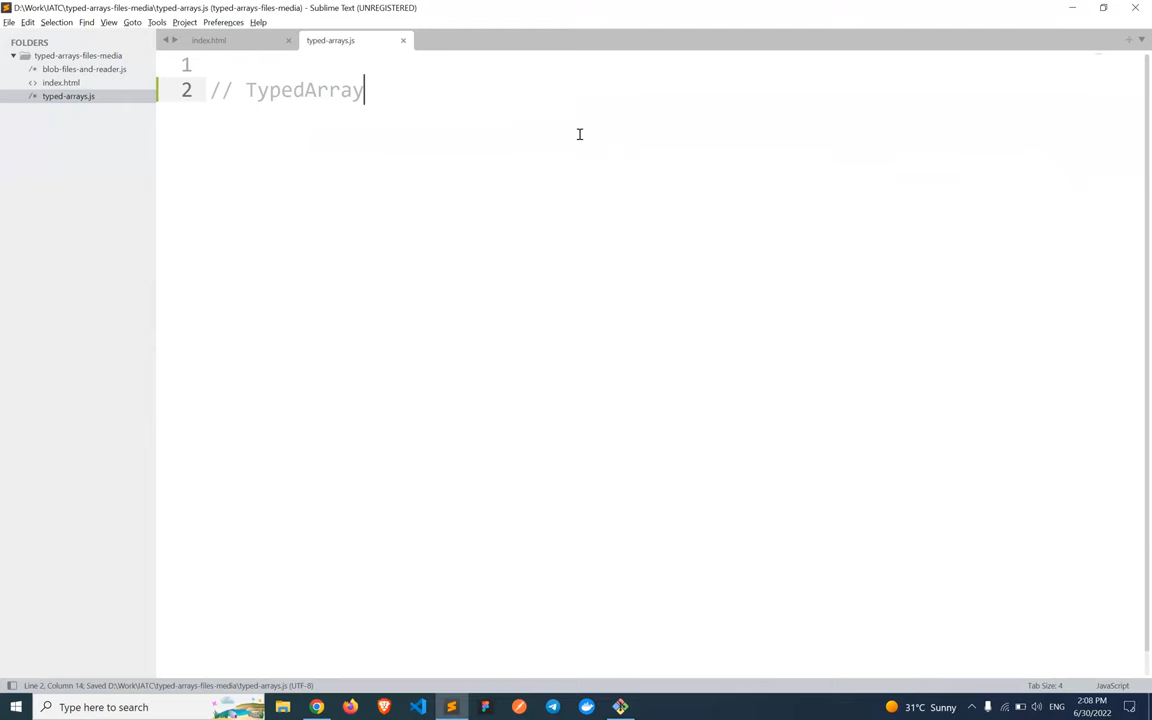 D:\Work\IATC\typed-arrays-files-media\typed-arrays.js (typed-arrays-files-media) - Sublime Text (UNREGISTERED)
File Edit Selection Find View Goto Tools Project Preferences Help
FOLDERS
typed-arrays-files-media
/* blob-files-and-reader.js
<> index.html
/* typed-arrays.js
index.html
typed-arrays.js
1
2 // TypedArray
Line 2, Column 14; Saved D:\Work\IATC\typed-arrays-files-media\typed-arrays.js (UTF-8)
Tab Size: 4
JavaScript
Type here to search
31°C Sunny
ENG
2:08 PM
6/30/2022